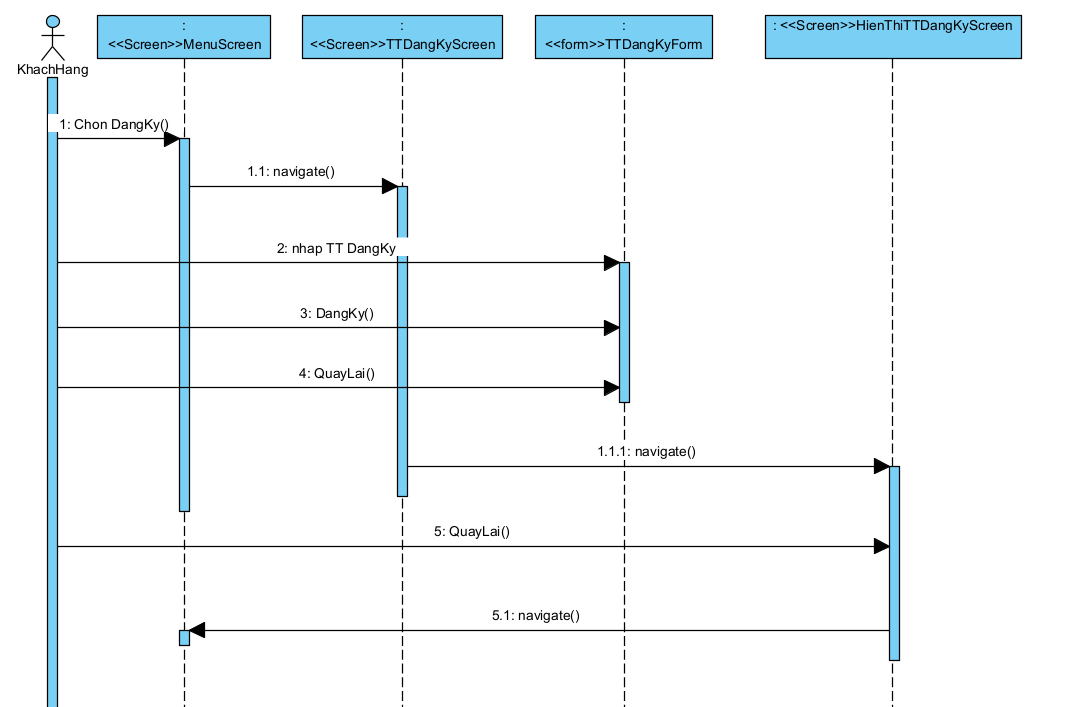 :
<<Screen>>MenuScreen
:
<<Screen>>TTDangKyScreen
:
<<form>>TTDangKyForm
: <<Screen>>HienThiTTDangKyScreen
KhachHang
1: Chon DangKy()
1.1: navigate()
2: nhap TT DangKy
3: DangKy()
4: QuayLai()
1.1.1: navigate()
5: QuayLai()
5.1: navigate()